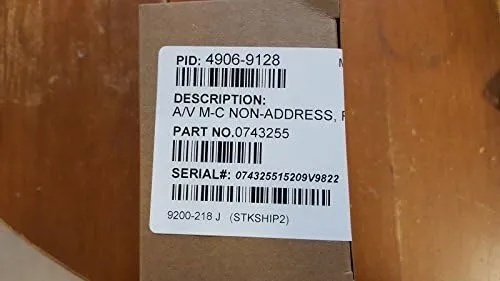 PID: 4906-9128
DESCRIPTION:
A/V M-C NON-ADDRESS,
PART NO.0743255
SERIAL#: 074325515209V9822
9200-218 J (STKSHIP2)